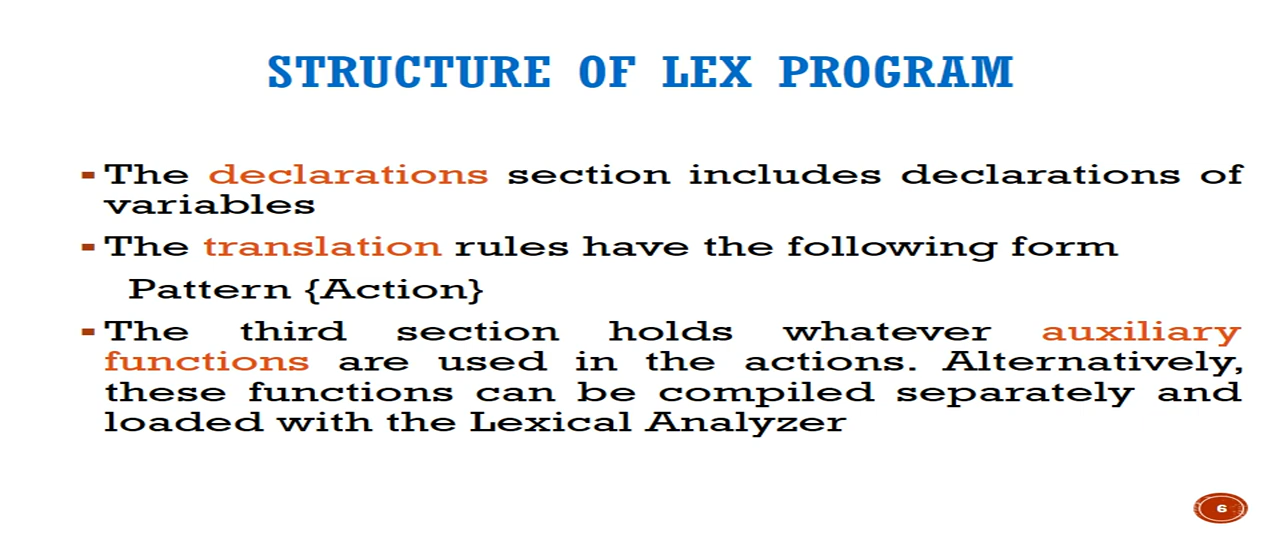 STRUCTURE OF LEX PROGRAM
The declarations section includes declarations of
variables
The translation rules have the following form
Pattern {Action}
The third section holds whatever auxiliary
functions are used in the actions. Alternatively,
these functions can be compiled separately and
loaded with the Lexical Analyzer
6